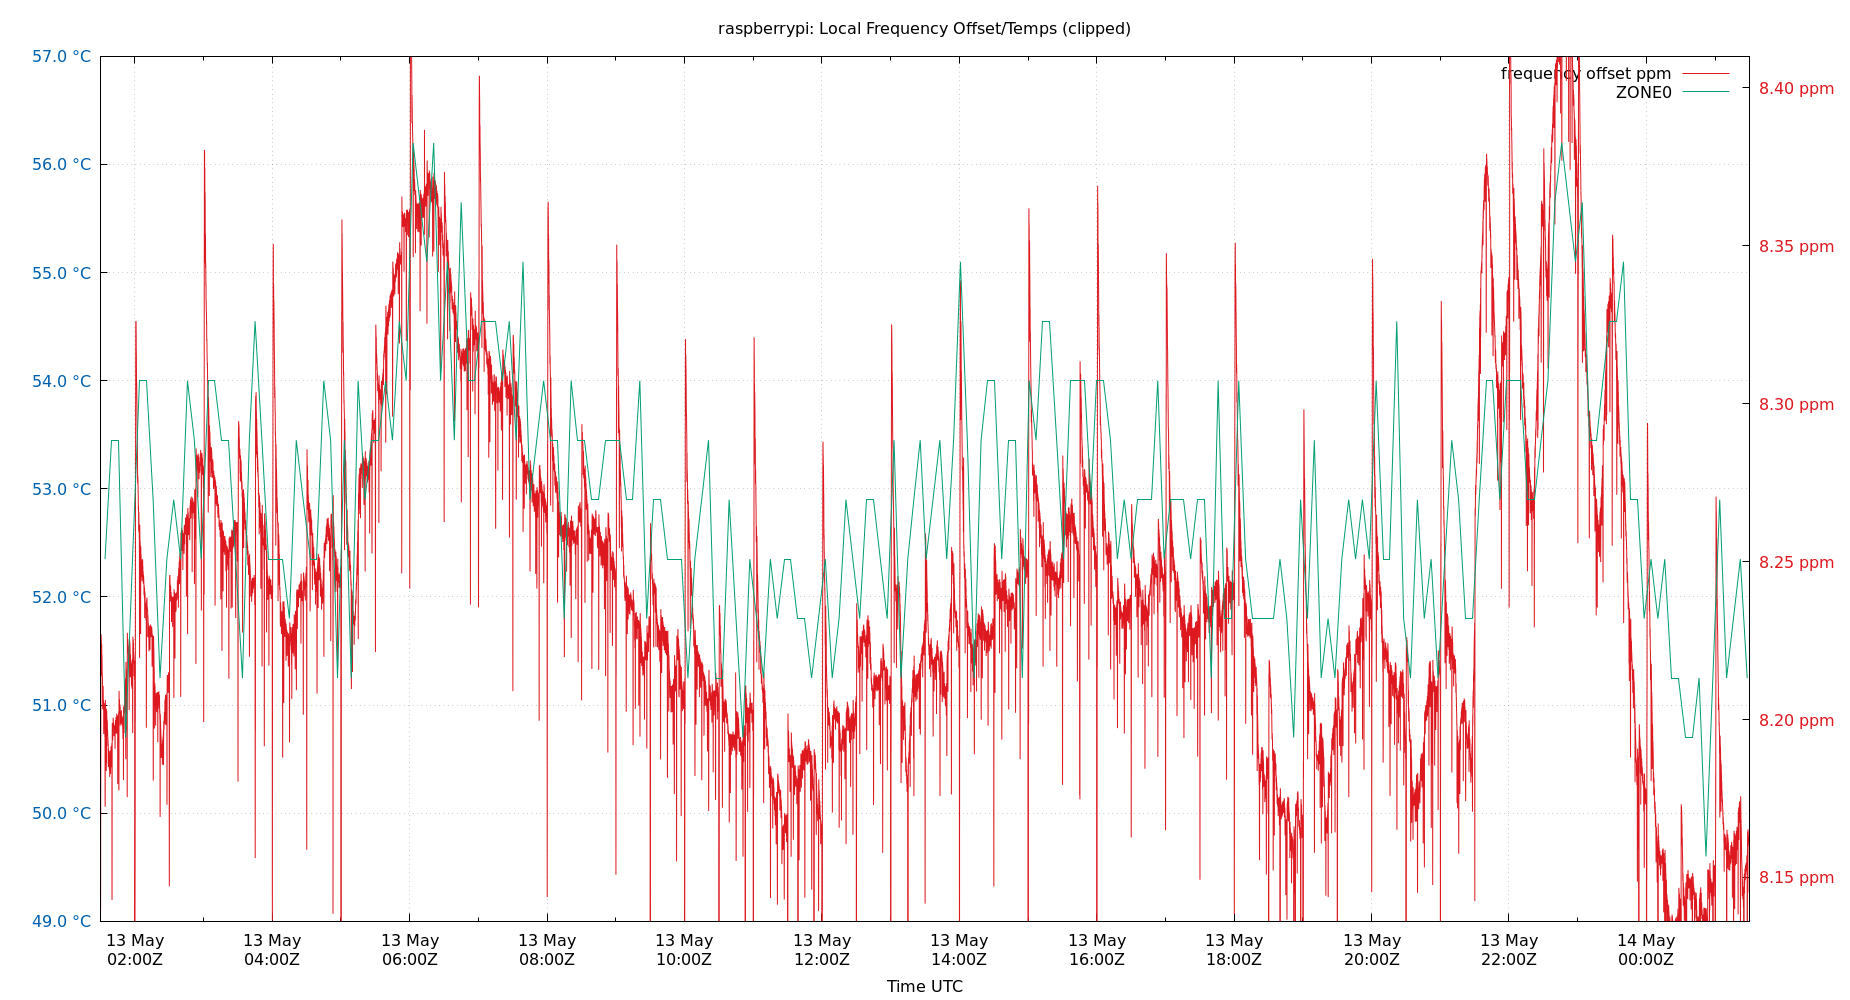 raspberrypi: Local Frequency Offset/Temps (clipped)
57.0 °C
56.0 °C
55.0 °C
54.0 °C
53.0 °C
52.0 °C
51.0 °C
50.0 °C
49.0 °C
frequency offset ppm
ZONE0
8.40 ppm
8.35 ppm
8.30 ppm
8.25 ppm
8.20 ppm
8.15 ppm
13 May 13 May 13 May 13 May 13 May 13 May 13 May 13 May 13 May 13 May 13 May 14 May
02:00Z 04:00Z 06:00Z 08:00Z 10:00Z 12:00Z 14:00Z 16:00Z 18:00Z 20:00Z 22:00Z 00:00Z
Time UTC